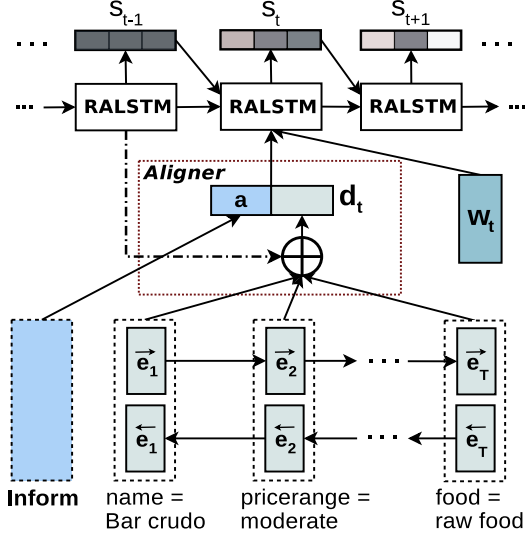 S_{t-1} S_t S_{t+1}
... ...
... RALSTM RALSTM RALSTM ...
Aligner
a d_t
w_t
→e_1 →e_2 ... →e_T
←e_1 ←e_2 ... ←e_T
Inform name = pricerange = food =
Bar crudo moderate raw food